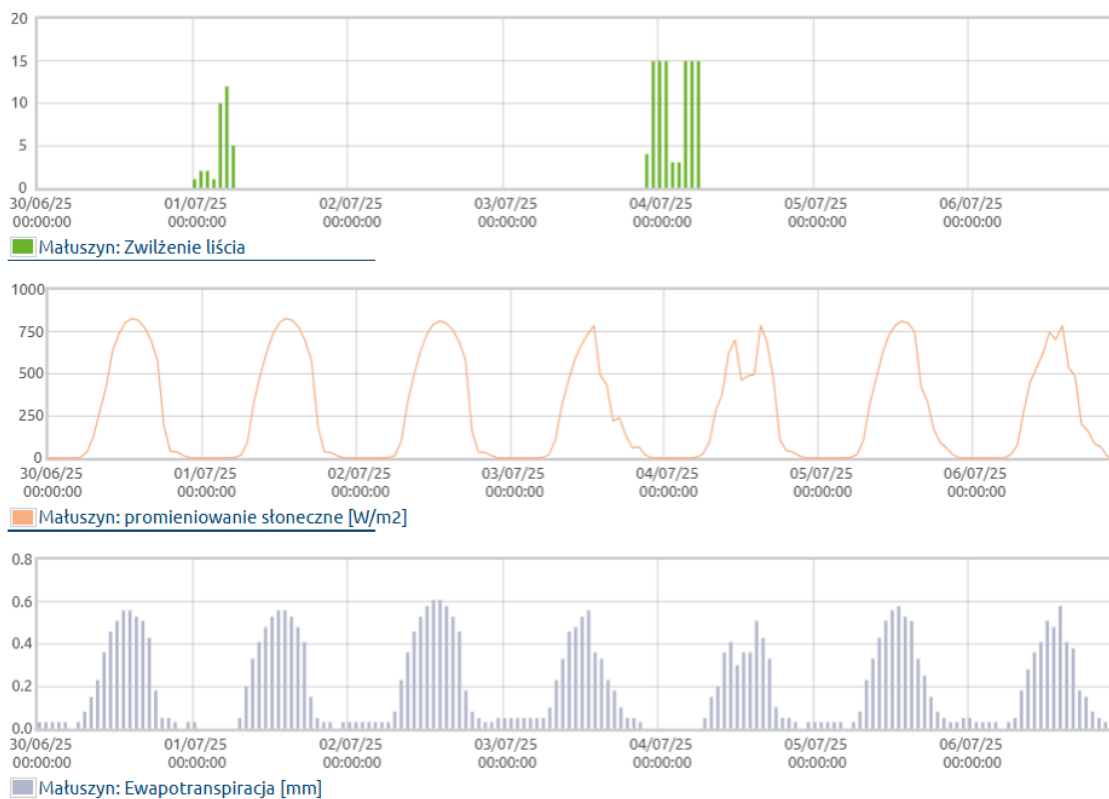 20
15
10
5
0
30/06/25 01/07/25 02/07/25 03/07/25 04/07/25 05/07/25 06/07/25
00:00:00 00:00:00 00:00:00 00:00:00 00:00:00 00:00:00 00:00:00
Małuszyn: Zwilżenie liścia
1000
750
500
250
0
30/06/25 01/07/25 02/07/25 03/07/25 04/07/25 05/07/25 06/07/25
00:00:00 00:00:00 00:00:00 00:00:00 00:00:00 00:00:00 00:00:00
Małuszyn: promieniowanie słoneczne [W/m2]
0.8
0.6
0.4
0.2
0.0
30/06/25 01/07/25 02/07/25 03/07/25 04/07/25 05/07/25 06/07/25
00:00:00 00:00:00 00:00:00 00:00:00 00:00:00 00:00:00 00:00:00
Małuszyn: Ewapotranspiracja [mm]